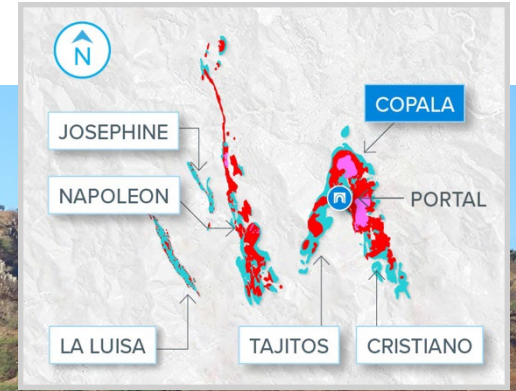 N
COPALA
JOSEPHINE
NAPOLEON
PORTAL
LA LUISA
TAJITOS
CRISTIANO